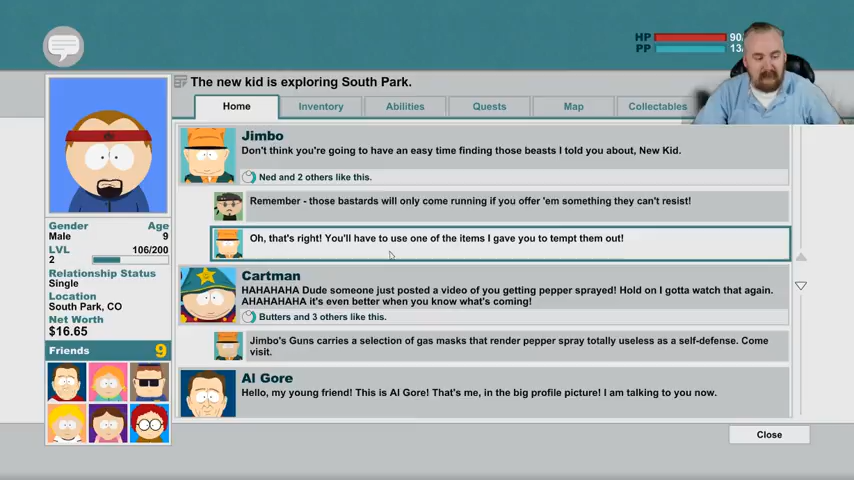 HP 90
PP 13
The new kid is exploring South Park.
Home
Inventory
Abilities
Quests
Map
Collectables
Jimbo
Don't think you're going to have an easy time finding those beasts I told you about, New Kid.
Ned and 2 others like this.
Remember - those bastards will only come running if you offer 'em something they can't resist!
Oh, that's right! You'll have to use one of the items I gave you to tempt them out!
Gender Age
Male 9
LVL 106/200
2
Relationship Status
Single
Location
South Park, CO
Net Worth
$16.65
Friends 9
Cartman
HAHAHAHA Dude someone just posted a video of you getting pepper sprayed! Hold on I gotta watch that again.
AHAHAHAHA it's even better when you know what's coming!
Butters and 3 others like this.
Jimbo's Guns carries a selection of gas masks that render pepper spray totally useless as a self-defense. Come
visit.
Al Gore
Hello, my young friend! This is Al Gore! That's me, in the big profile picture! I am talking to you now.
Close